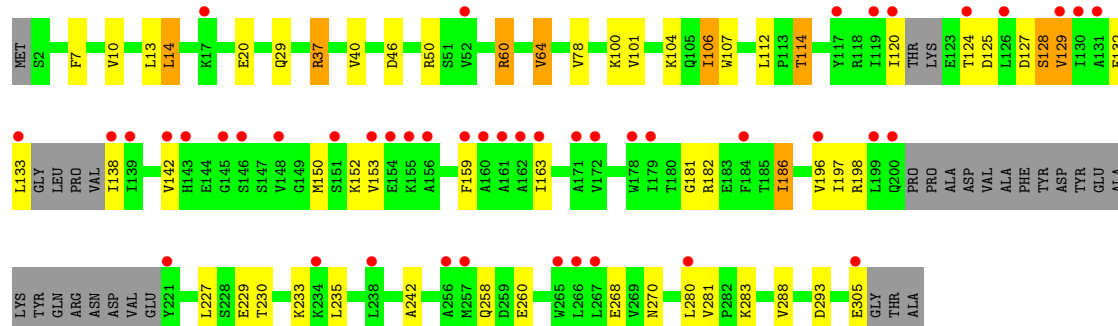 MET S2 F7 V10 L13 L14 K17 E20 Q29 R37 V40 D46 R50 S51 V52 R60 V64 V78 K100 V101 K104 Q105 I106 W107 L112 P113 T114 Y117 R118 I119 I120 THR LYS E123 T124 D125 L126 D127 S128 V129 I130 A131 E132
L133 GLY LEU PRO VAL I138 I139 V142 H143 E144 G145 S146 S147 V148 G149 M150 S151 K152 V153 E154 K155 A156 F159 A160 A161 A162 I163 A171 V172 W178 I179 T180 G181 R182 E183 F184 T185 I186 V196 I197 R198 L199 Q200 PRO PRO ALA ASP VAL ALA PHE TYR ASP TYR GLU ALA
LYS TYR GLN ARG ASN ASP VAL GLU Y221 L227 S228 E229 T230 K233 K234 L235 L238 A242 A256 M257 Q258 D259 E260 W265 L266 L267 E268 V269 N270 L280 V281 P282 K283 V288 D293 E305 GLY THR ALA